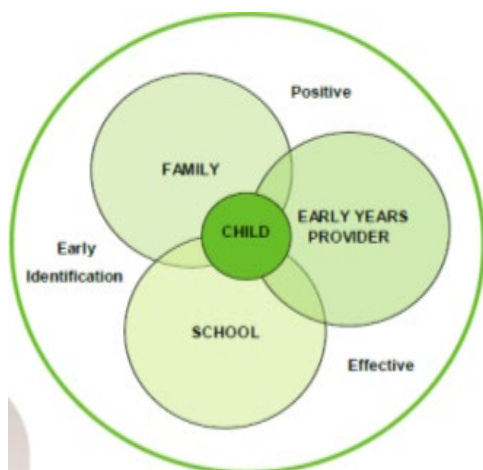 Positive
FAMILY
CHILD
EARLY YEARS
PROVIDER
Early
Identification
SCHOOL
Effective